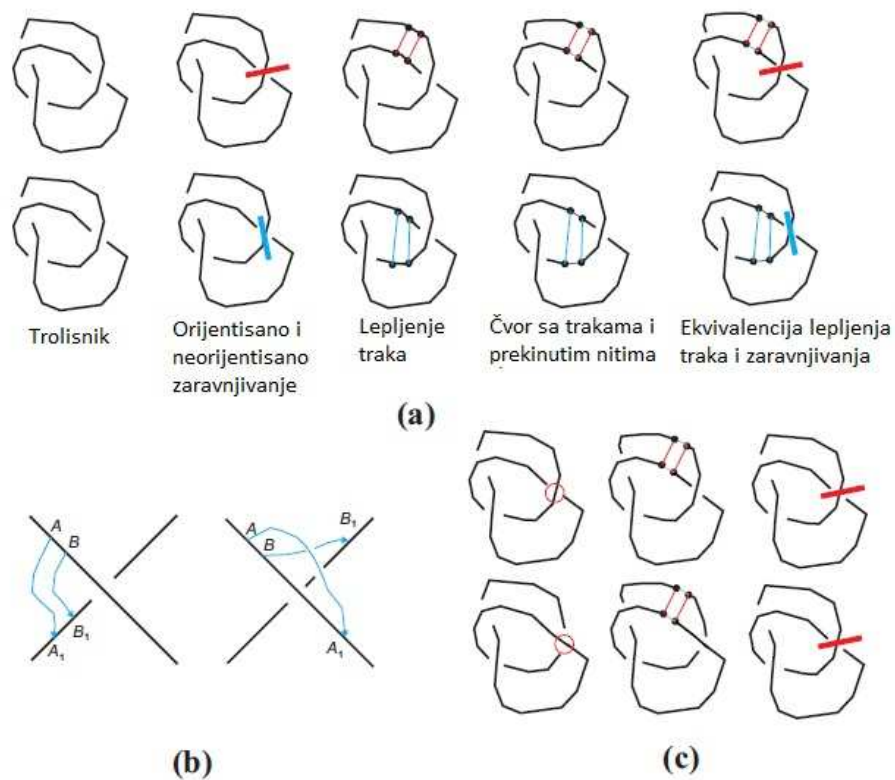 Trolisnik
Orijentisano i
neorijentisano
zaravnjivanje
Lepljenje
traka
Čvor sa trakama i
prekinutim nitima
Ekvivalencija lepljenja
traka i zaravnjivanja
(a)
A
B
B₁
A₁
A
B
B₁
A₁
(b)
(c)